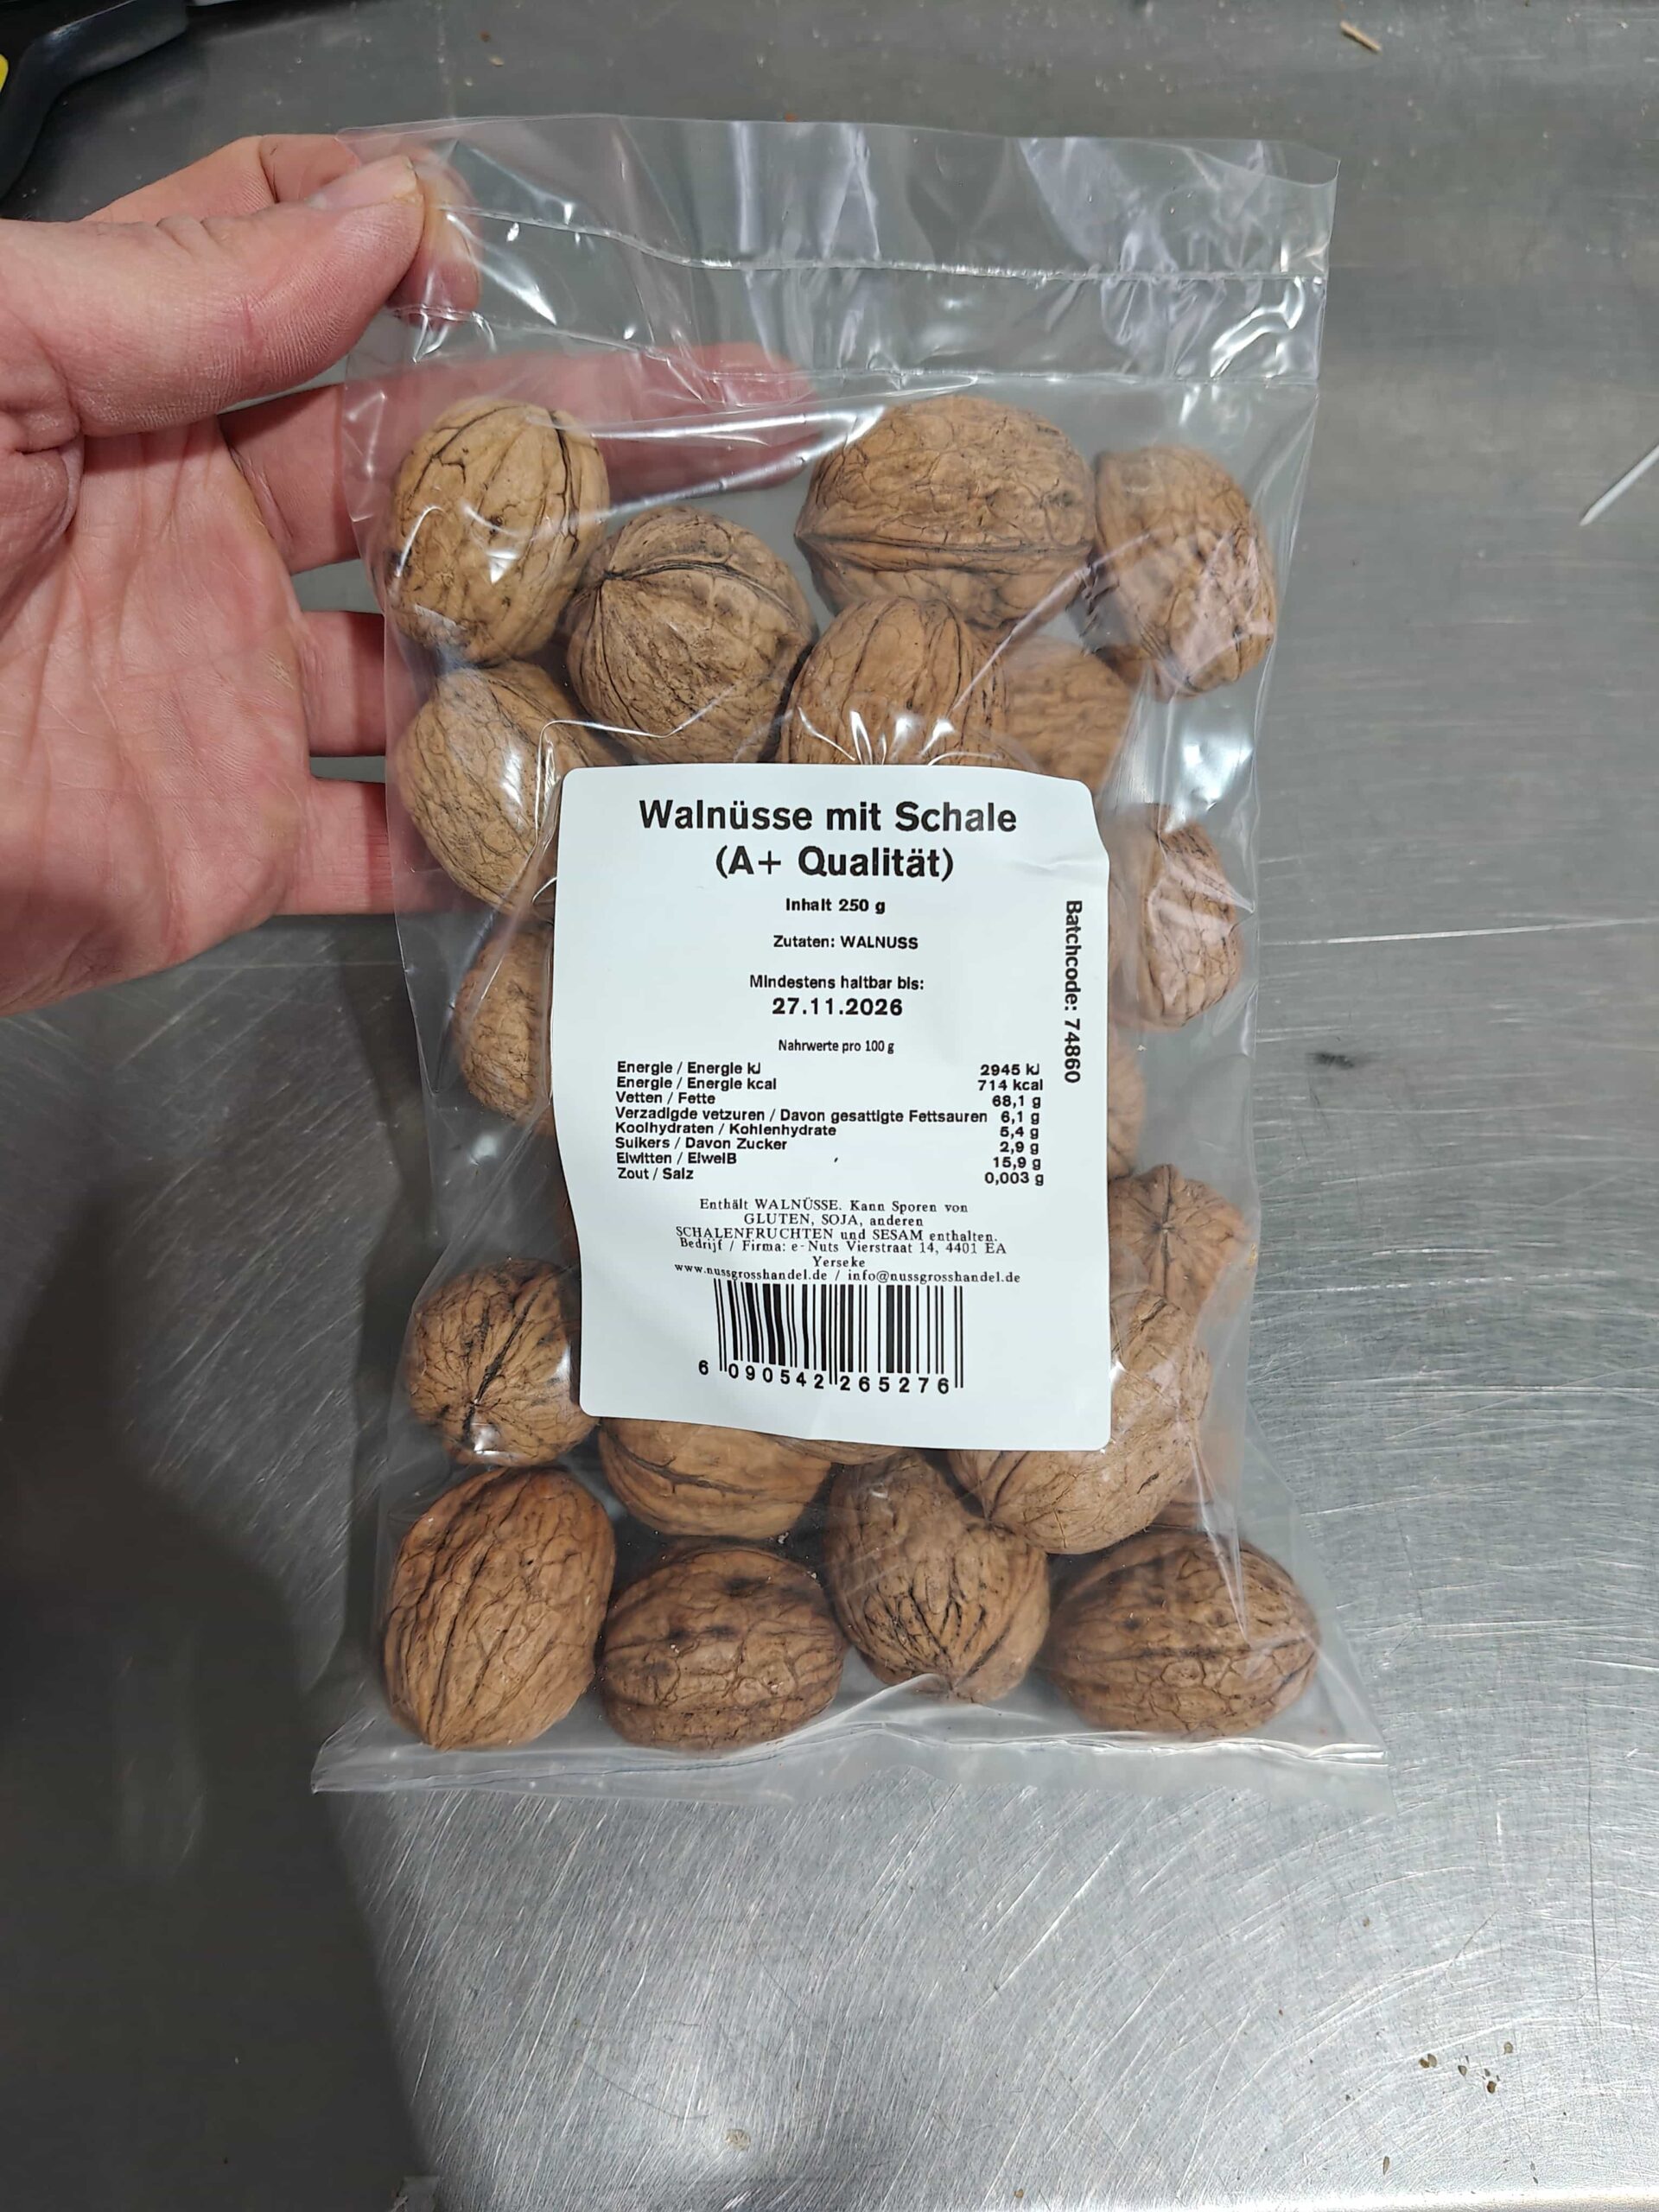 Walnüsse mit Schale
(A+ Qualität)
Inhalt 250 g
Zutaten: WALNUSS
Mindestens haltbar bis:
27.11.2026
Batchcode: 74860
Nahrwerte pro 100 g
Energie / Energie kJ 2945 kJ
Energie / Energie kcal 714 kcal
Vetten / Fette 68,1 g
Verzadigde vetzuren / Davon gesattigte Fettsauren 6,1 g
Koolhydraten / Kohlenhydrate 5,4 g
Suikers / Davon Zucker 2,9 g
Eiwitten / EiweiB 15,9 g
Zout / Salz 0,003 g
Enthält WALNÜSSE. Kann Sporen von
GLUTEN, SOJA, anderen
SCHALENFRUCHTEN und SESAM enthalten.
Bedrijf / Firma: e-Nuts Vierstraat 14, 4401 EA
Yerseke
www.nussgrosshandel.de / info@nussgrosshandel.de
6 090542 265276